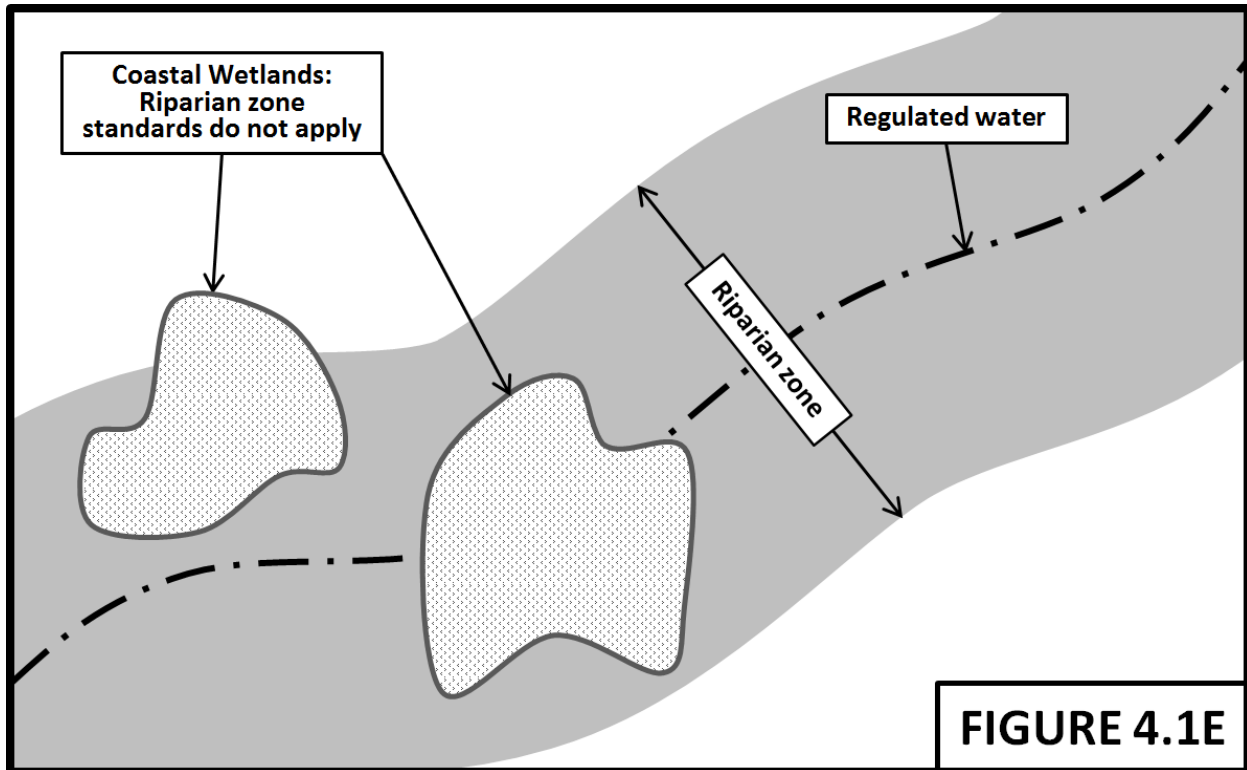 Coastal Wetlands:
Riparian zone
standards do not apply
Regulated water
Riparian zone
FIGURE 4.1E